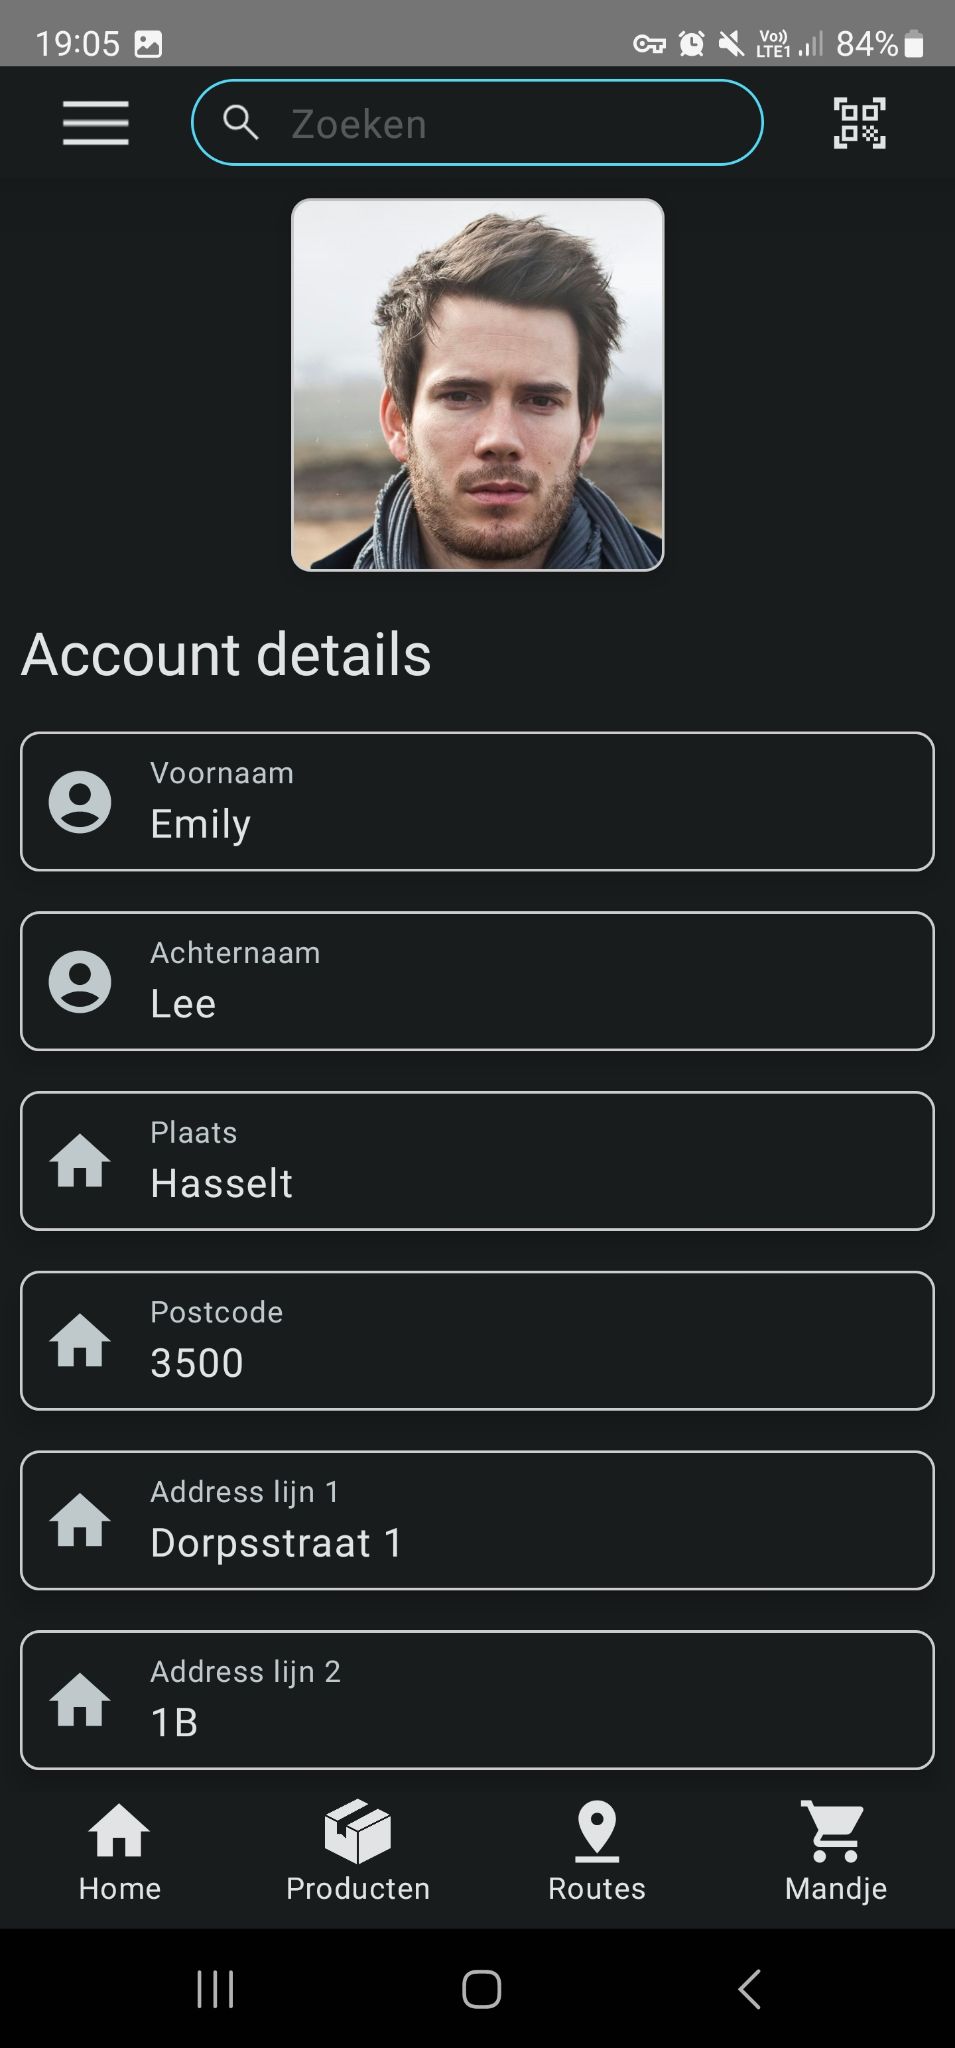 19:05
Vo)) LTE1 84%
Zoeken
Account details
Voornaam
Emily
Achternaam
Lee
Plaats
Hasselt
Postcode
3500
Address lijn 1
Dorpsstraat 1
Address lijn 2
1B
Home Producten Routes Mandje